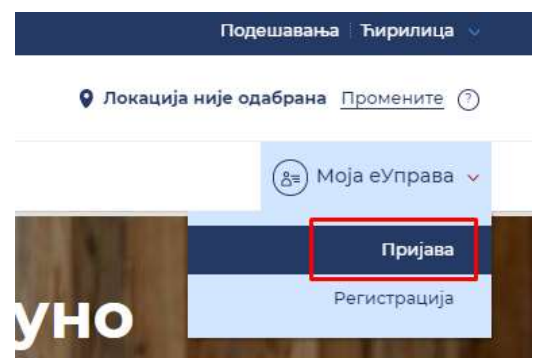 Подешавања Ћирилица
Локација није одабрана Промените ?
Моја еУправа
Пријава
Регистрација
уно